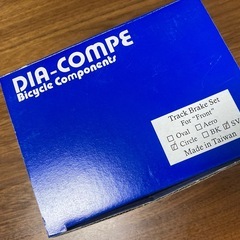 DIA-COMPE
Bicycle Components
Track Brake Set
For "Front"
☐ Oval ☐ Aero
☑ Circle ☐ BK ☑ SV
Made in Taiwan